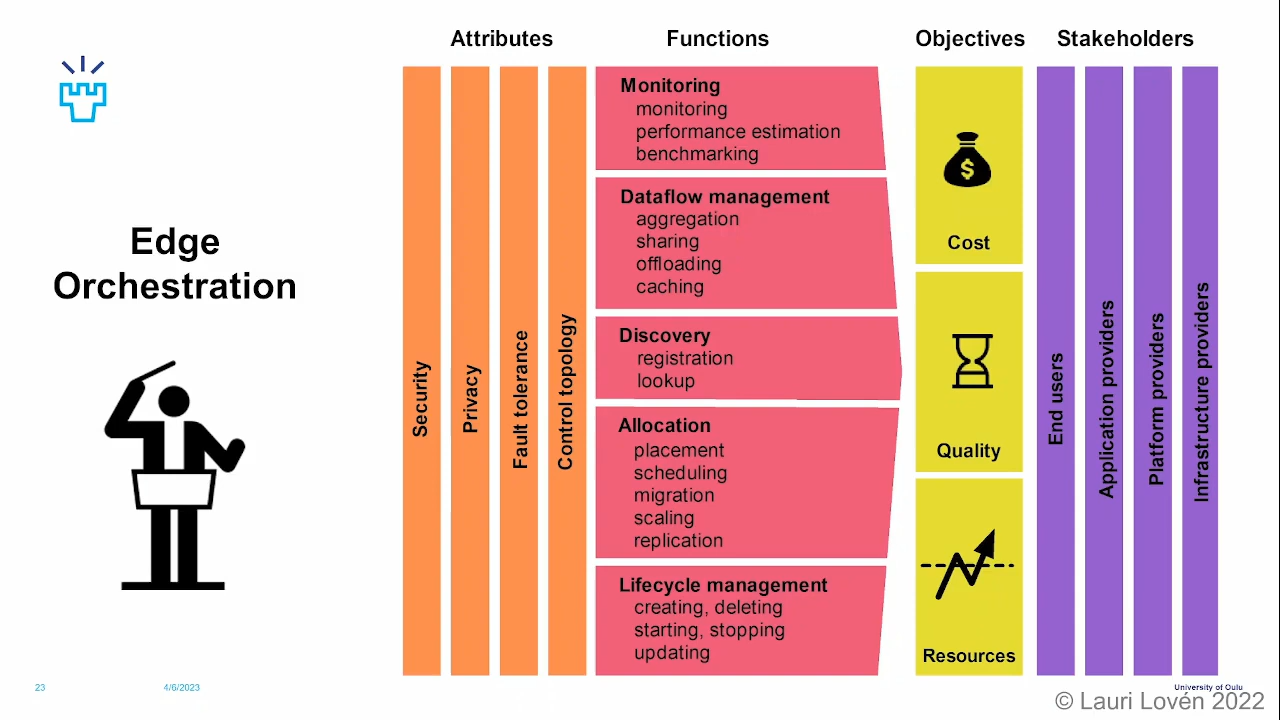 Edge
Orchestration
Attributes
Functions
Objectives
Stakeholders
Security
Privacy
Fault tolerance
Control topology
Monitoring
monitoring
performance estimation
benchmarking
Dataflow management
aggregation
sharing
offloading
caching
Discovery
registration
lookup
Allocation
placement
scheduling
migration
scaling
replication
Lifecycle management
creating, deleting
starting, stopping
updating
$
Cost
Quality
Resources
End users
Application providers
Platform providers
Infrastructure providers
23
4/6/2023
University of Oulu
© Lauri Lovén 2022